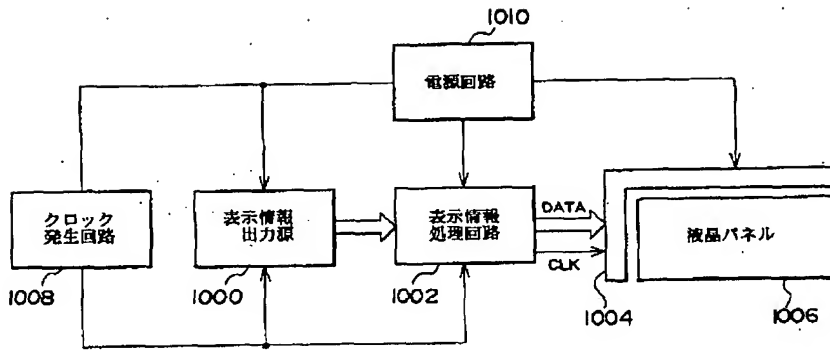 1010
電源回路
クロック
発生回路
1008
表示情報
出力源
1000
表示情報
処理回路
1002
DATA
CLK
1004
液晶パネル
1006